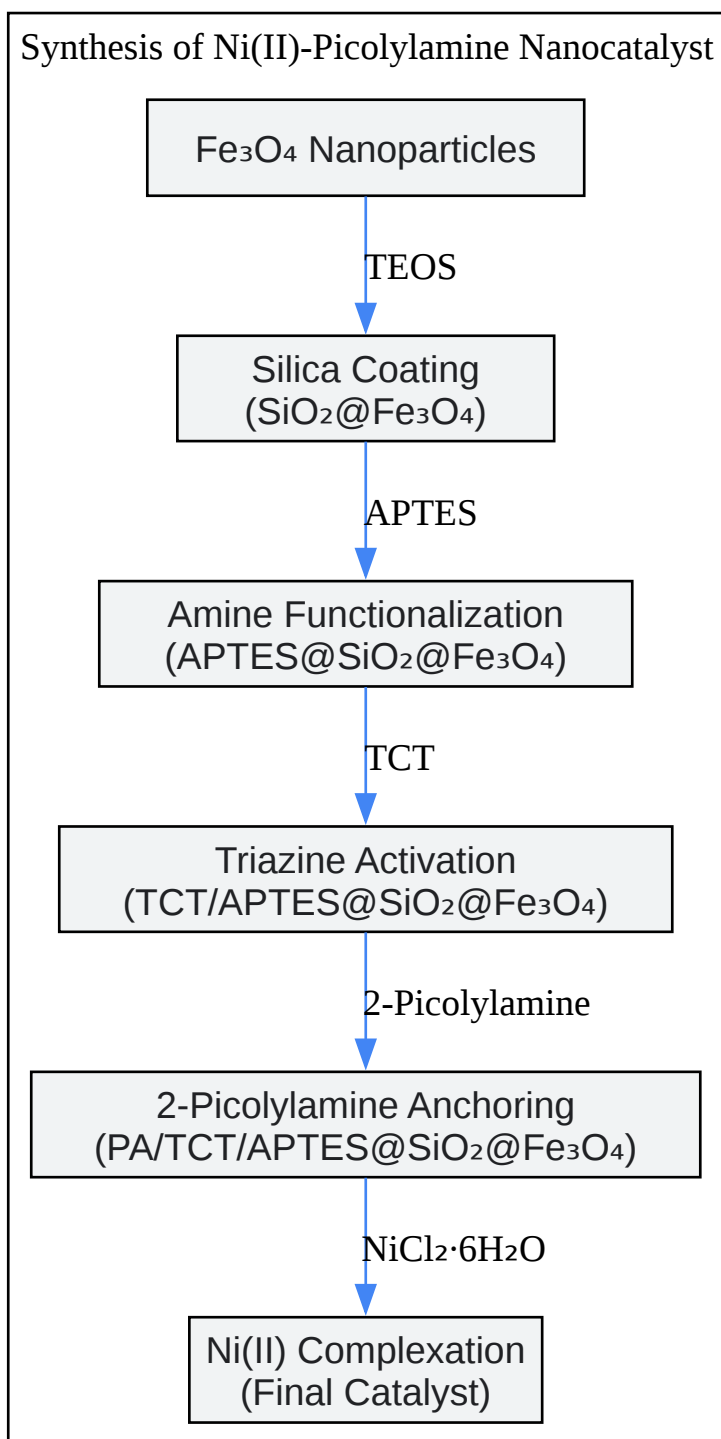 Synthesis of Ni(II)-Picolylamine Nanocatalyst
Fe₃O₄ Nanoparticles
TEOS
Silica Coating
(SiO₂@Fe₃O₄)
APTES
Amine Functionalization
(APTES@SiO₂@Fe₃O₄)
TCT
Triazine Activation
(TCT/APTES@SiO₂@Fe₃O₄)
2-Picolylamine
2-Picolylamine Anchoring
(PA/TCT/APTES@SiO₂@Fe₃O₄)
NiCl₂·6H₂O
Ni(II) Complexation
(Final Catalyst)